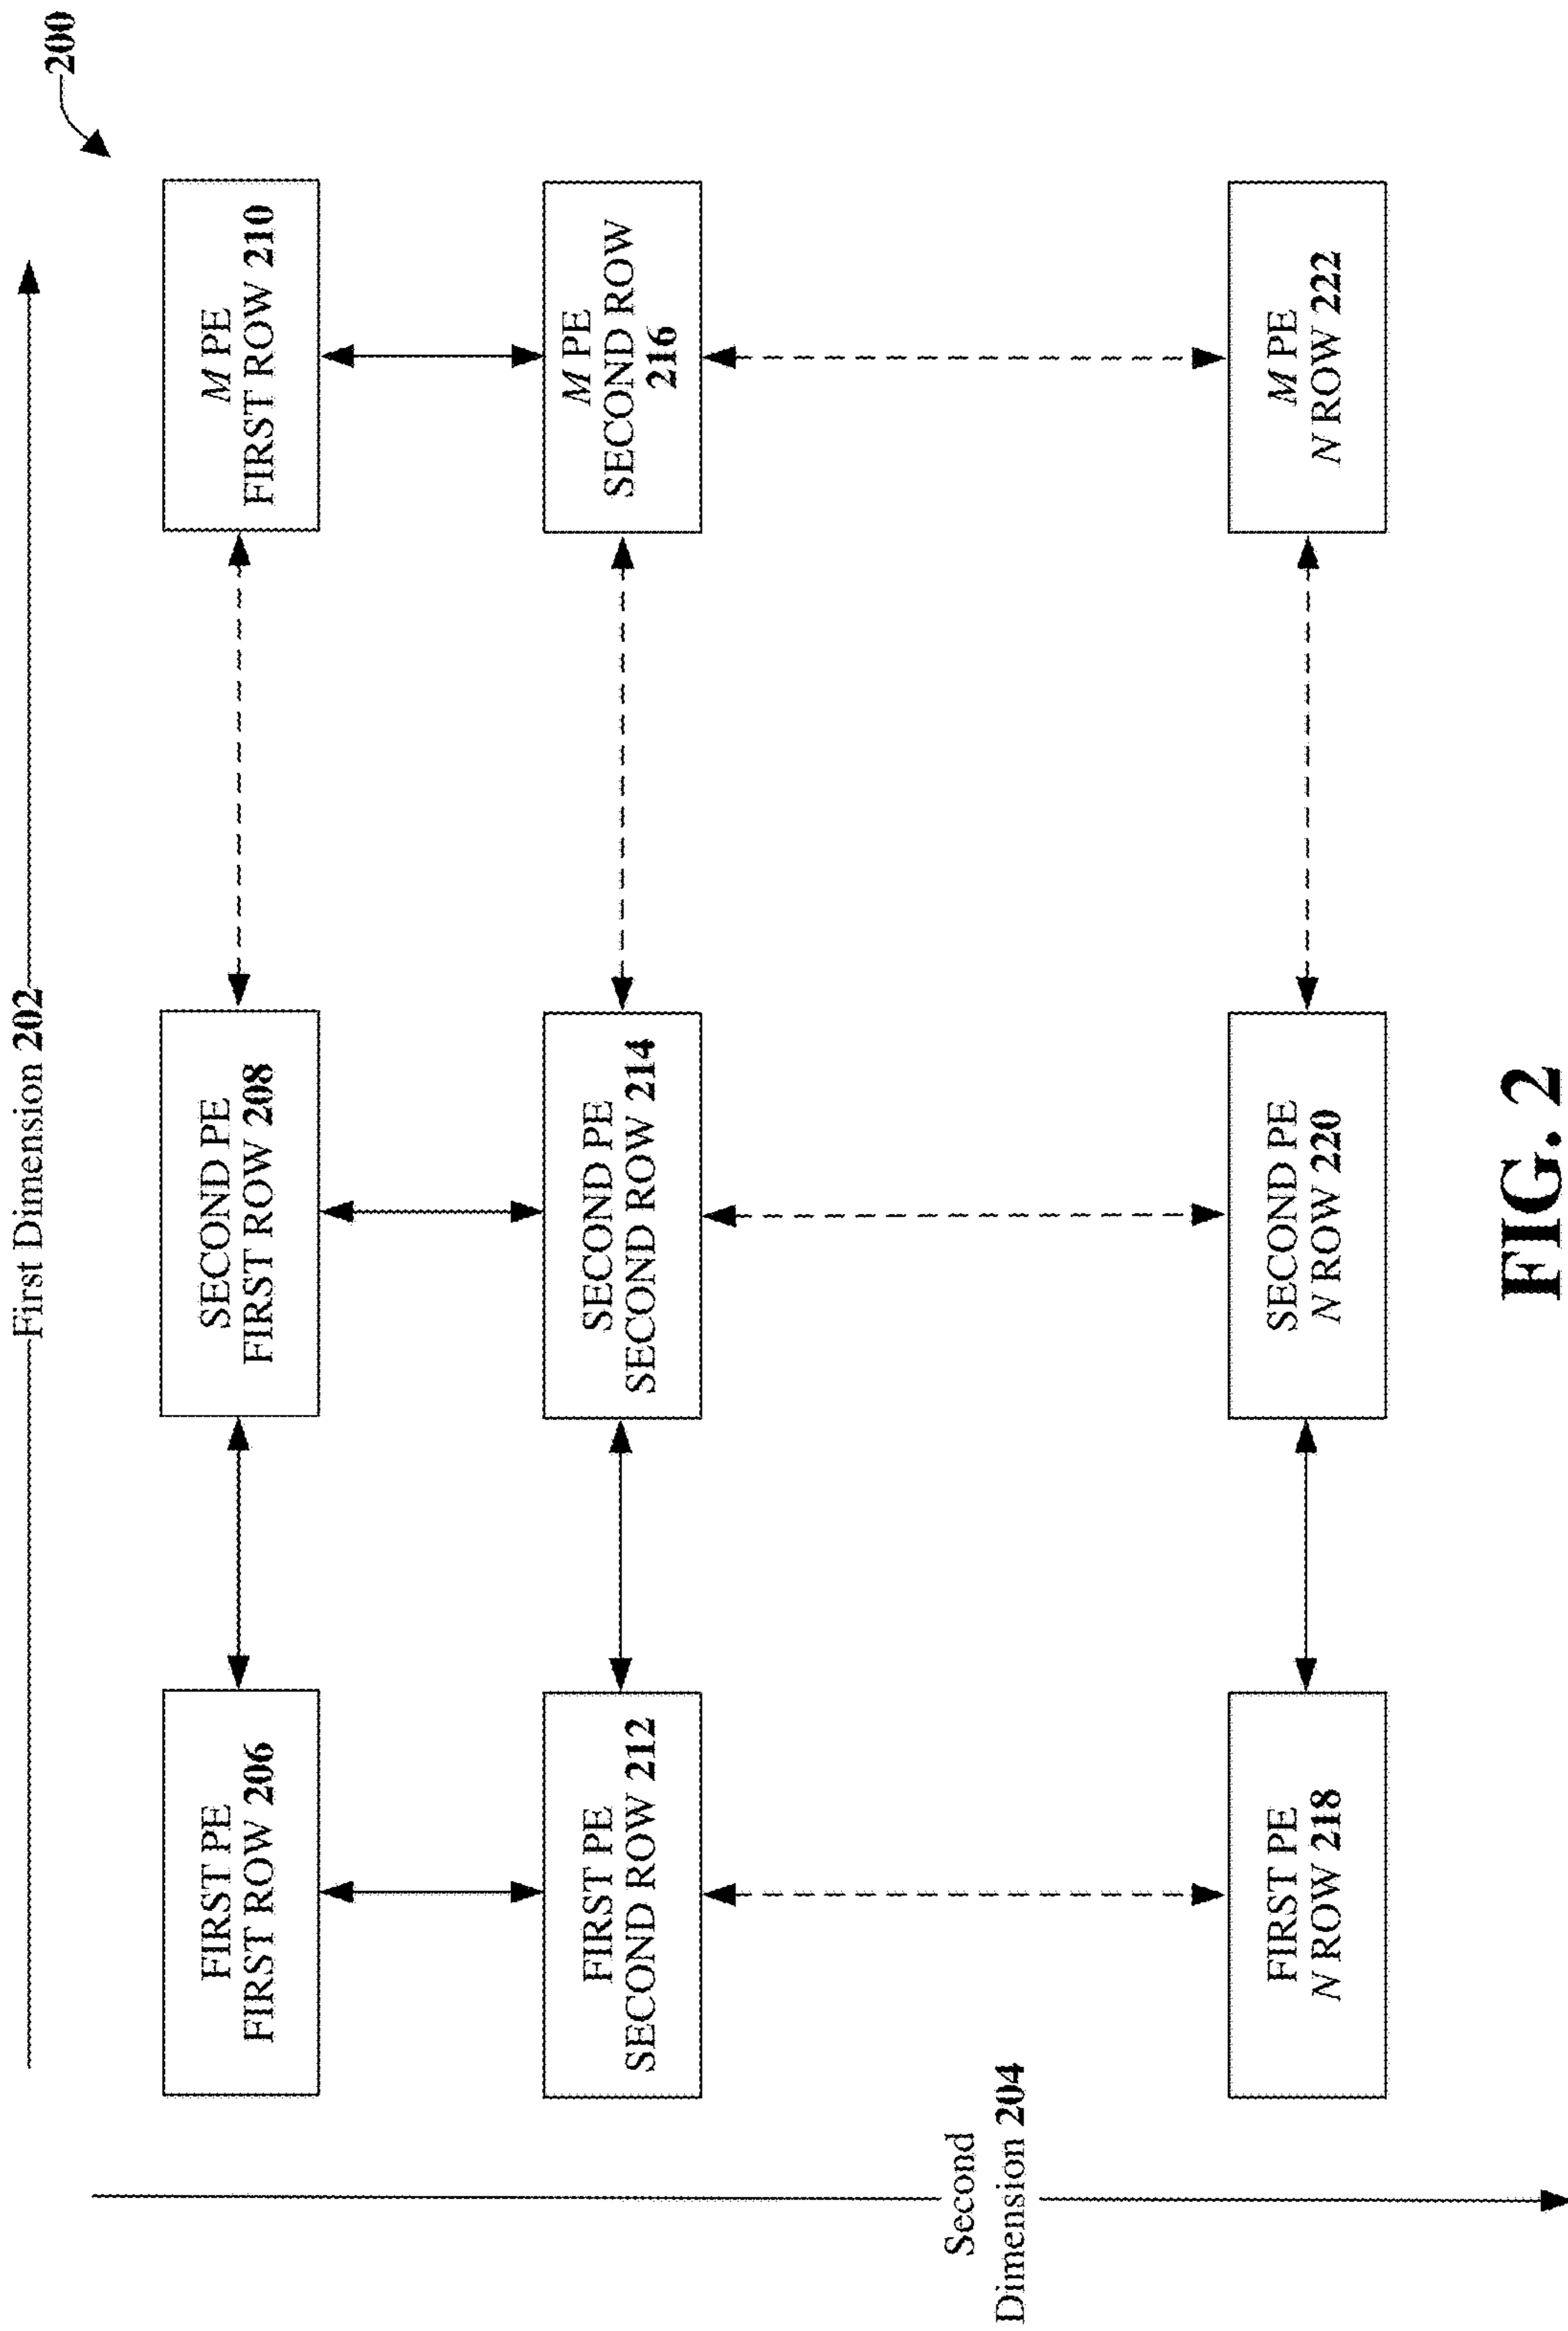 200
First Dimension 202
FIRST PE
FIRST ROW 206
SECOND PE
FIRST ROW 208
M PE
FIRST ROW 210
FIRST PE
SECOND ROW 212
SECOND PE
SECOND ROW 214
M PE
SECOND ROW
216
Second
Dimension 204
FIRST PE
N ROW 218
SECOND PE
N ROW 220
M PE
N ROW 222
FIG. 2